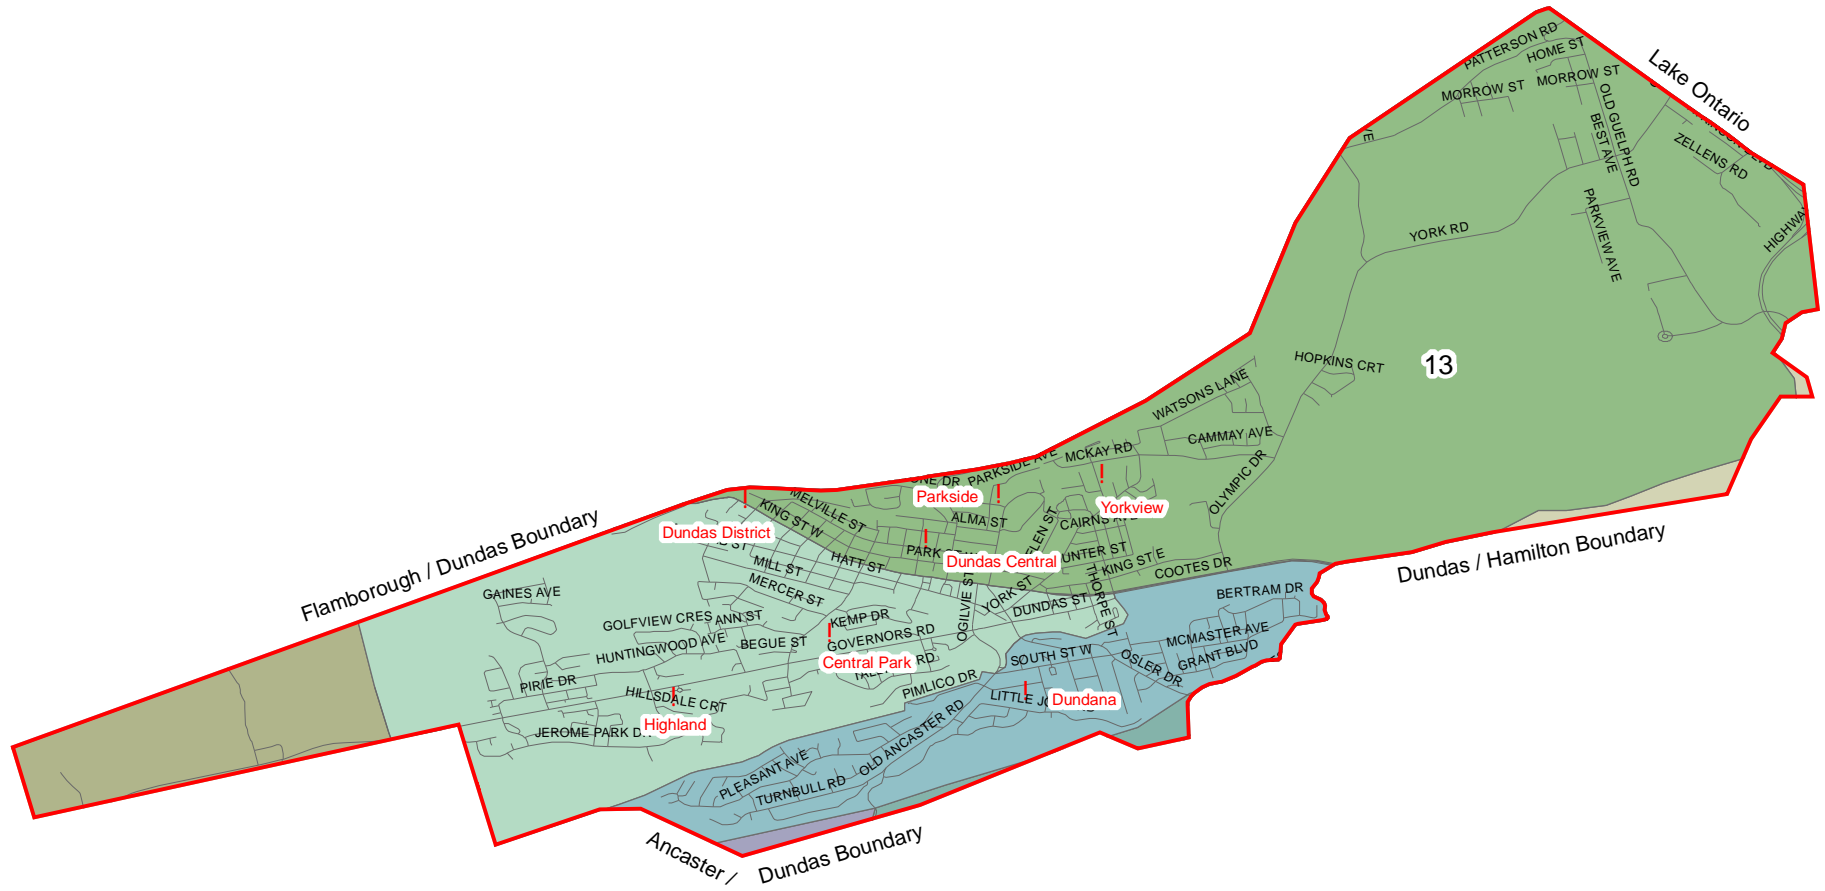 PATTERSON RD
HOME ST
MORROW ST
MORROW ST
Lake Ontario
OLD GUELPH RD
BEST AVE
ZELLENS RD
PARKVIEW AVE
YORK RD
HOPKINS CRT
13
WATSONS LANE
CAMMAY AVE
MCKAY RD
PARKSIDE AVE
OLYMPIC DR
Parkside
Yorkview
MELVILLE ST
KING ST W
ALMA ST
Dundas District
Flamborough / Dundas Boundary
HATT ST
Dundas Central
KING ST E
COOTES DR
Dundas / Hamilton Boundary
MILL ST
MERCER ST
OGILVIE ST
YORK ST
DUNDAS ST
THORPE ST
BERTRAM DR
GAINES AVE
GOLFVIEW CRES
ANN ST
KEMP DR
GOVERNORS RD
MCMASTER AVE
HUNTINGWOOD AVE
BEGUE ST
Central Park
SOUTH ST W
OSLER DR
GRANT BLVD
PIRIE DR
HILLSDALE CRT
PIMLICO DR
LITTLE
Dundana
Highland
JEROME PARK DR
OLD ANCASTER RD
PLEASANT AVE
TURNBULL RD
Ancaster /
Dundas Boundary